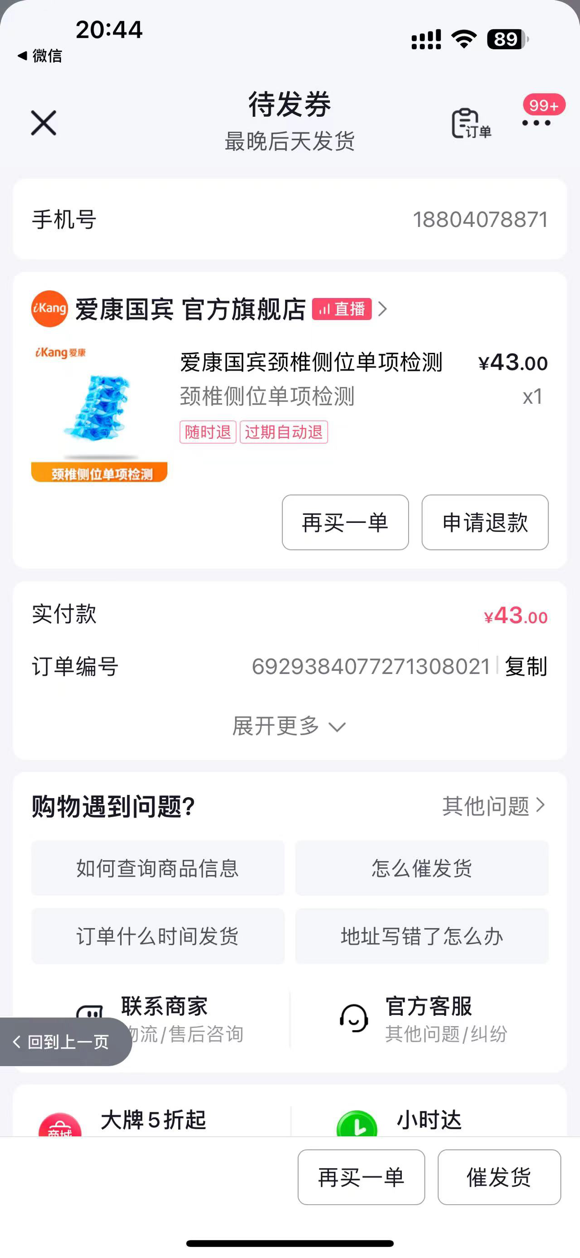 20:44
89
微信
待发券
最晚后天发货
订单
99+
手机号
18804078871
iKang
爱康国宾 官方旗舰店
直播
iKang爱康
颈椎侧位单项检测
爱康国宾颈椎侧位单项检测
¥43.00
颈椎侧位单项检测
x1
随时退
过期自动退
再买一单
申请退款
实付款
¥43.00
订单编号
6929384077271308021
复制
展开更多
购物遇到问题?
其他问题
如何查询商品信息
怎么催发货
订单什么时间发货
地址写错了怎么办
联系商家
官方客服
回到上一页
流/售后咨询
其他问题/纠纷
大牌5折起
小时达
再买一单
催发货